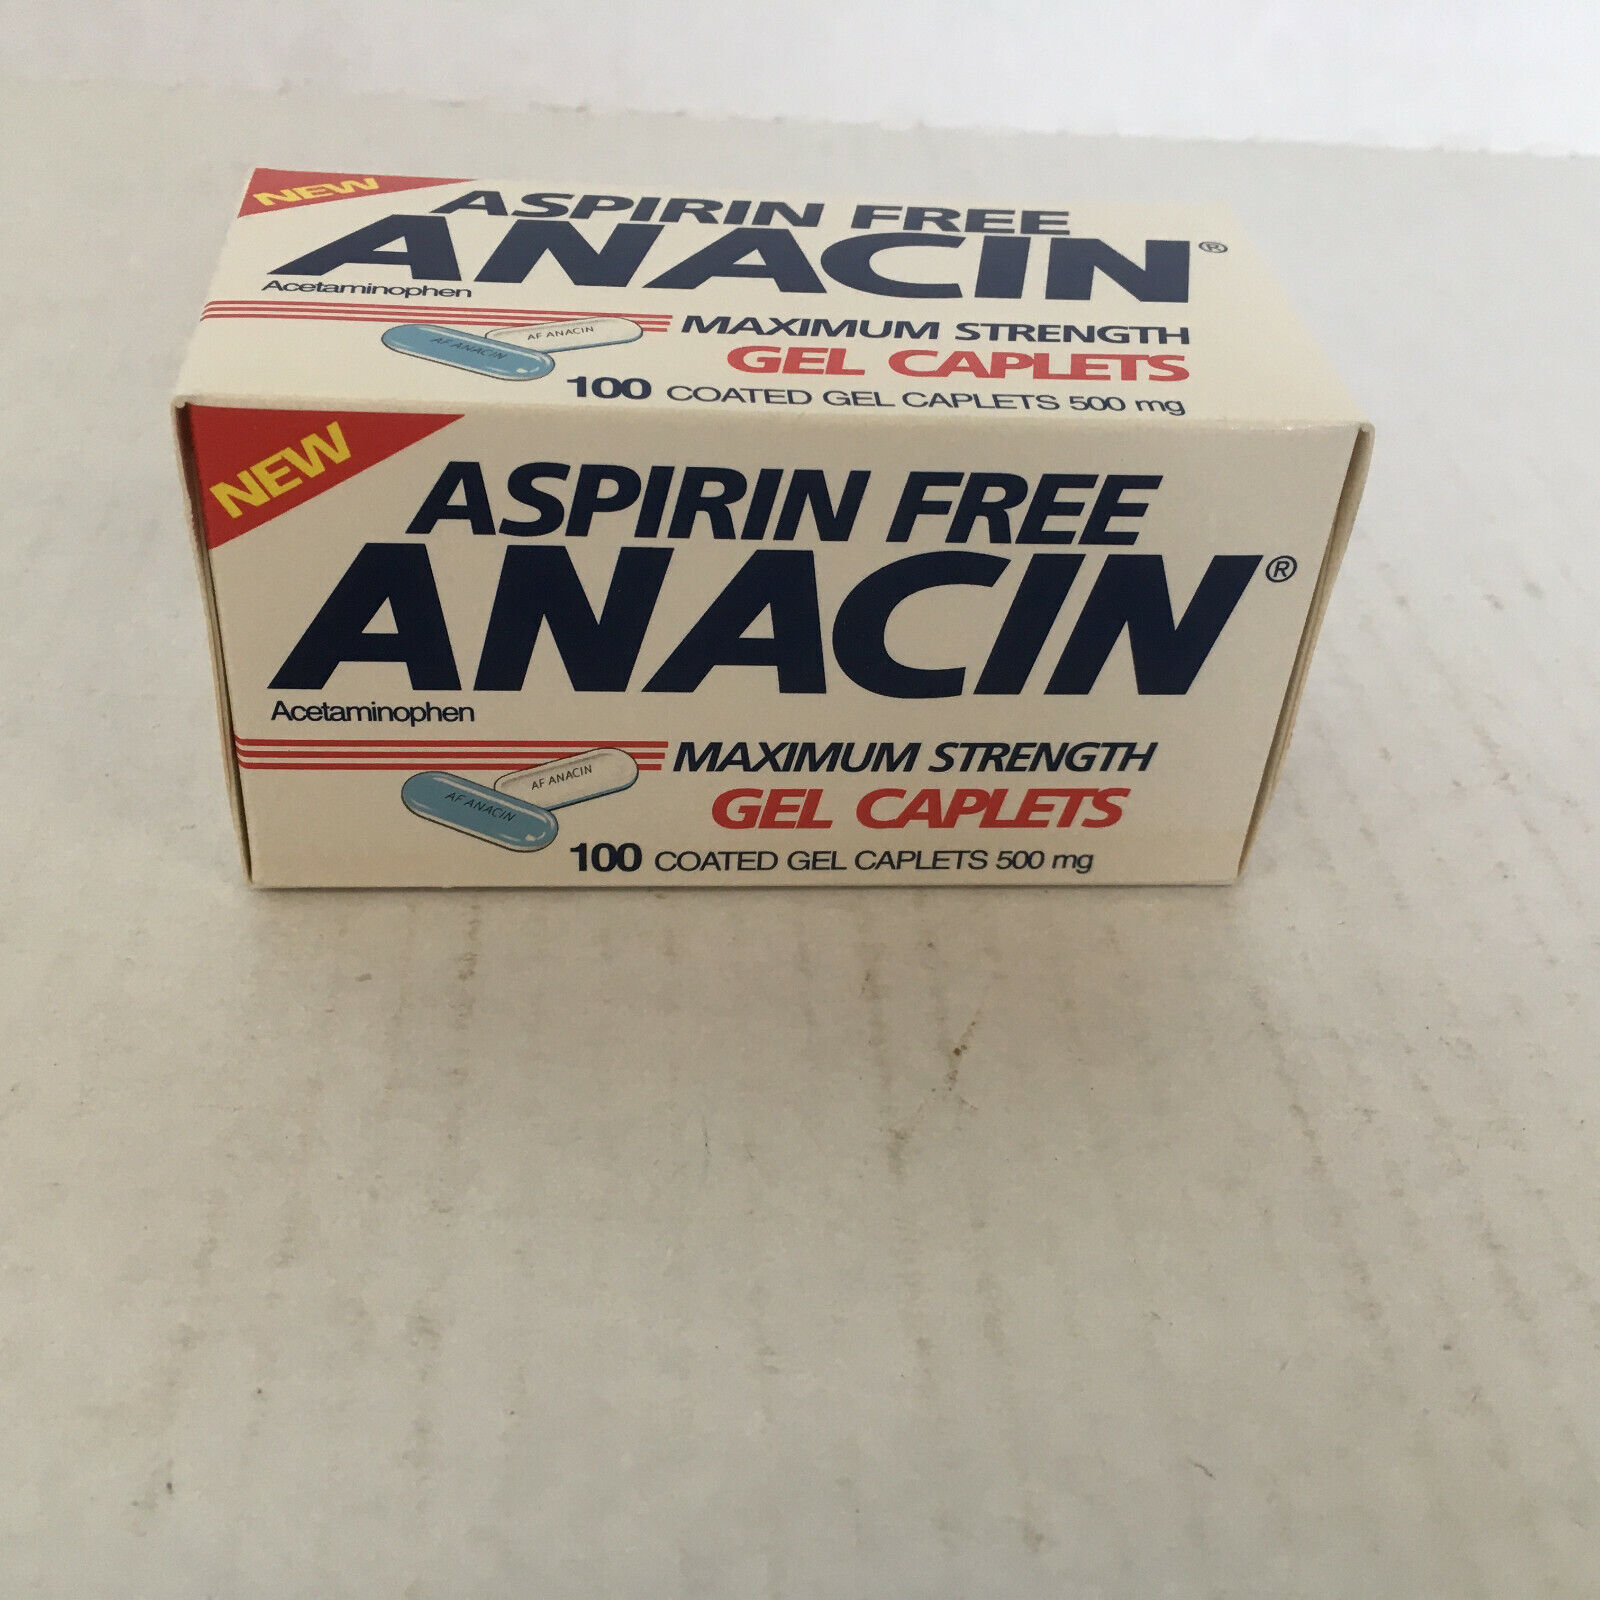 NEW
ASPIRIN FREE
ANACIN®
Acetaminophen
AF ANACIN
AF ANACIN
MAXIMUM STRENGTH
GEL CAPLETS
100 COATED GEL CAPLETS 500 mg
NEW
ASPIRIN FREE
ANACIN®
Acetaminophen
AF ANACIN
AF ANACIN
MAXIMUM STRENGTH
GEL CAPLETS
100 COATED GEL CAPLETS 500 mg